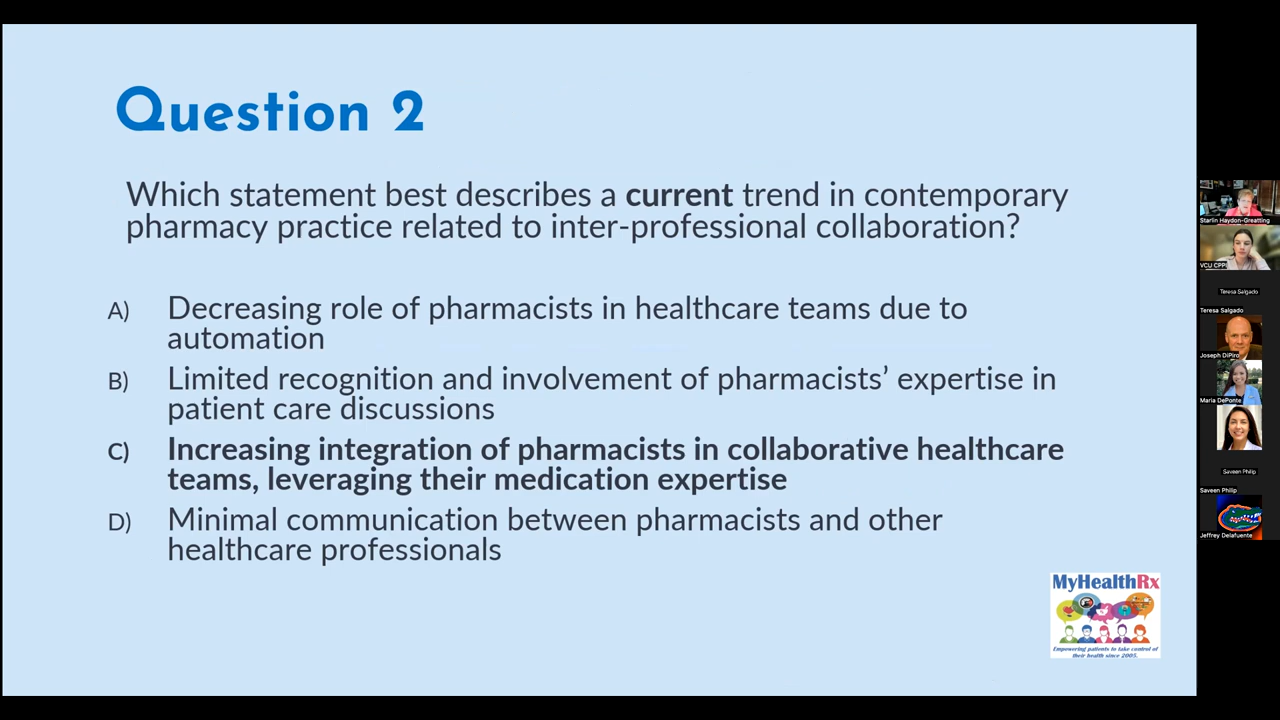 Question 2
Which statement best describes a current trend in contemporary
pharmacy practice related to inter-professional collaboration?
A) Decreasing role of pharmacists in healthcare teams due to
automation
B) Limited recognition and involvement of pharmacists’ expertise in
patient care discussions
C) Increasing integration of pharmacists in collaborative healthcare
teams, leveraging their medication expertise
D) Minimal communication between pharmacists and other
healthcare professionals
MyHealthRx
Empowering patients to take control of
their health since 2005.
Starlin Haydon-Greatting
VCU CPPI
Teresa Salgado
Teresa Salgado
Joseph DiPiro
Maria DePonte
Saveen Philip
Saveen Philip
Jeffrey Delafuente